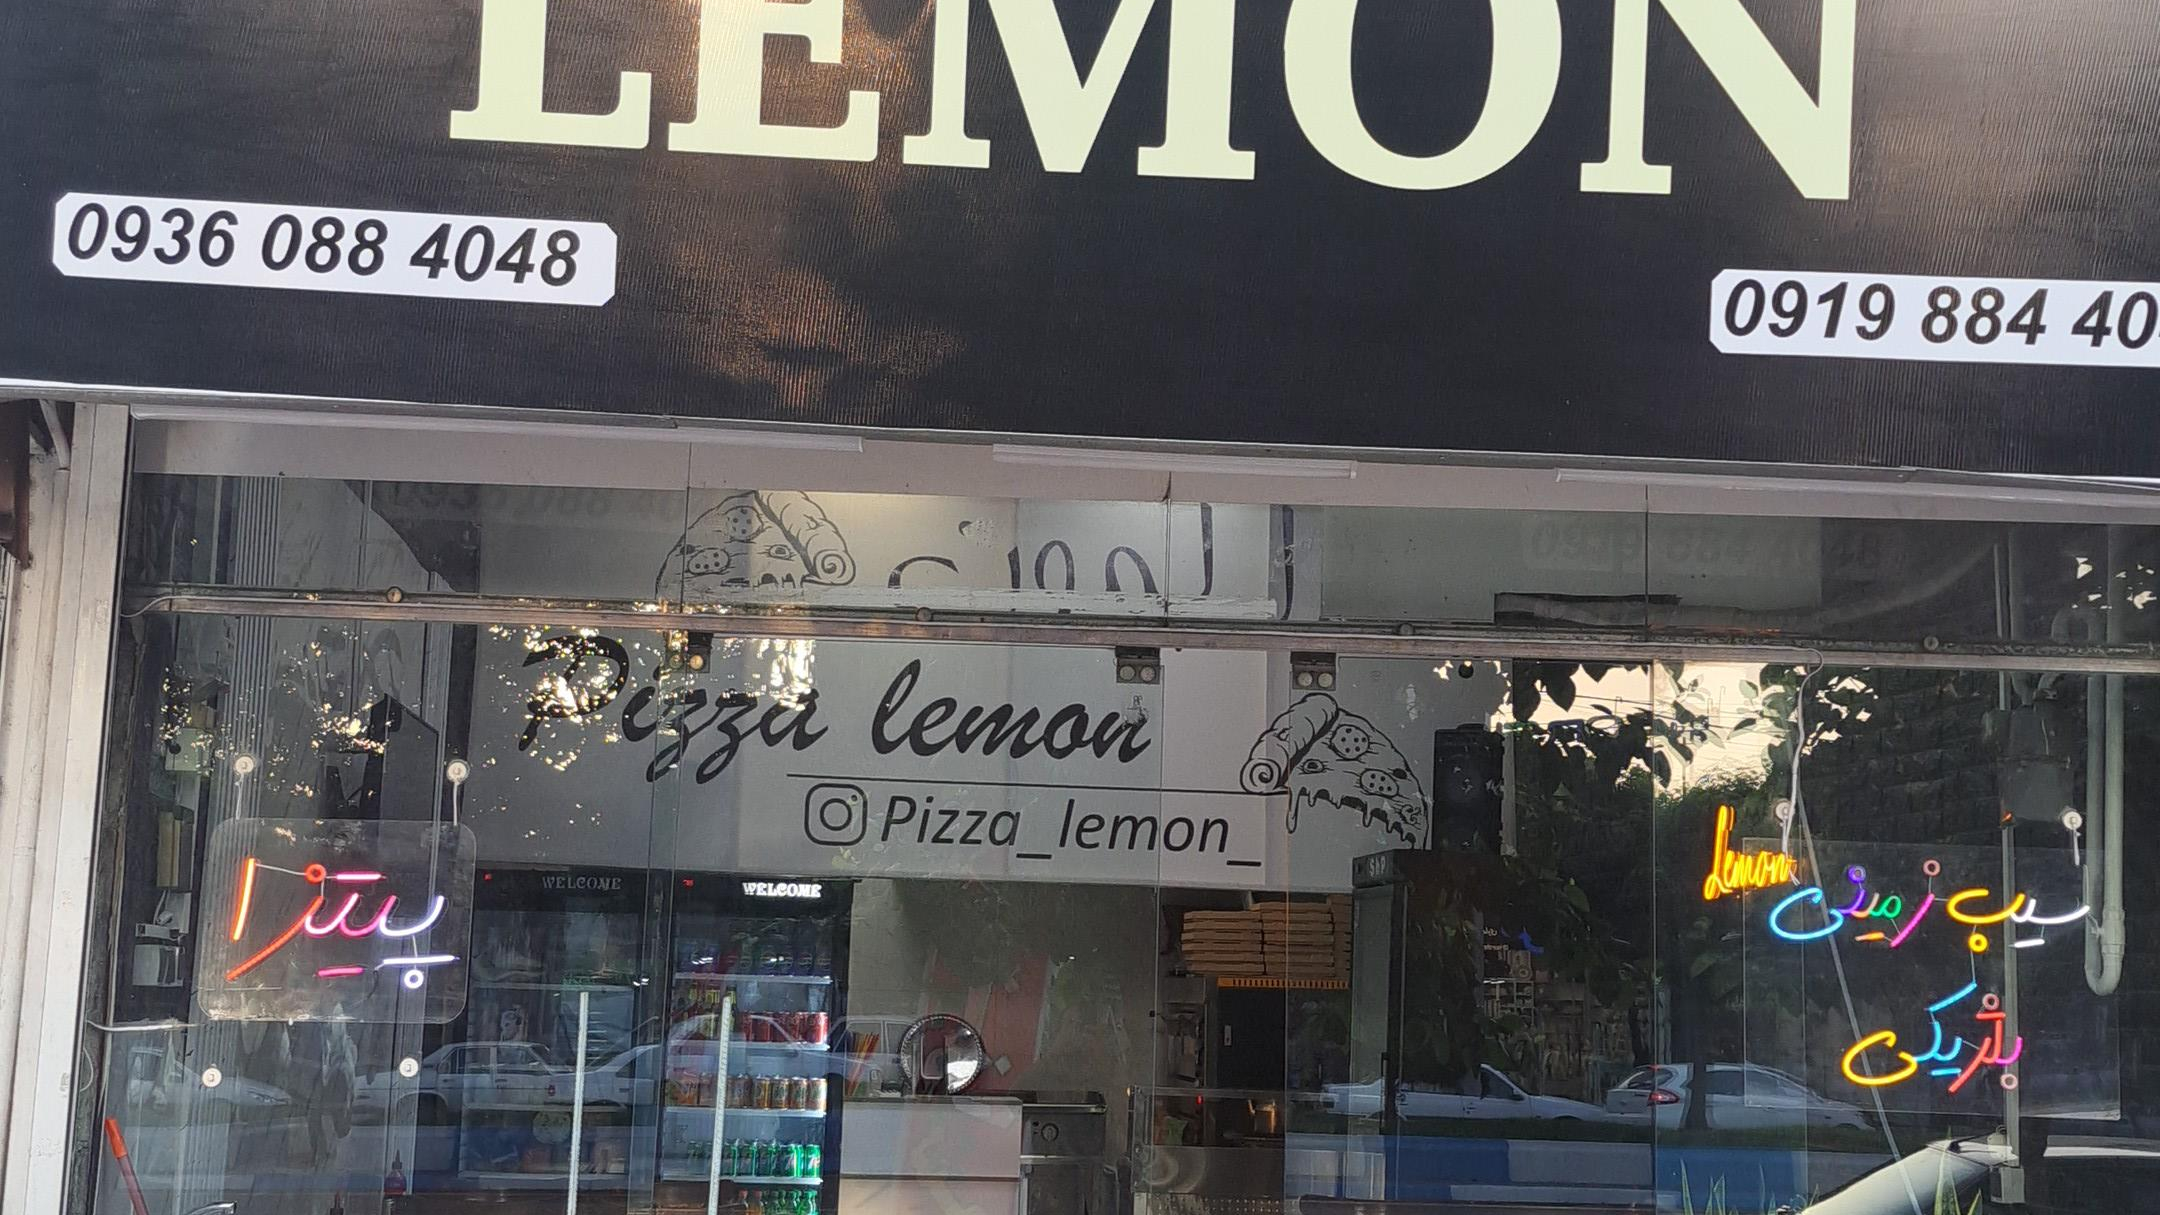 LEMON
0936 088 4048
0919 884 40
لمون
Pizza lemon
Pizza_lemon_
WELCOME
WELCOME
پیتزا
Lemon
سیب زمینی
بلژیکی